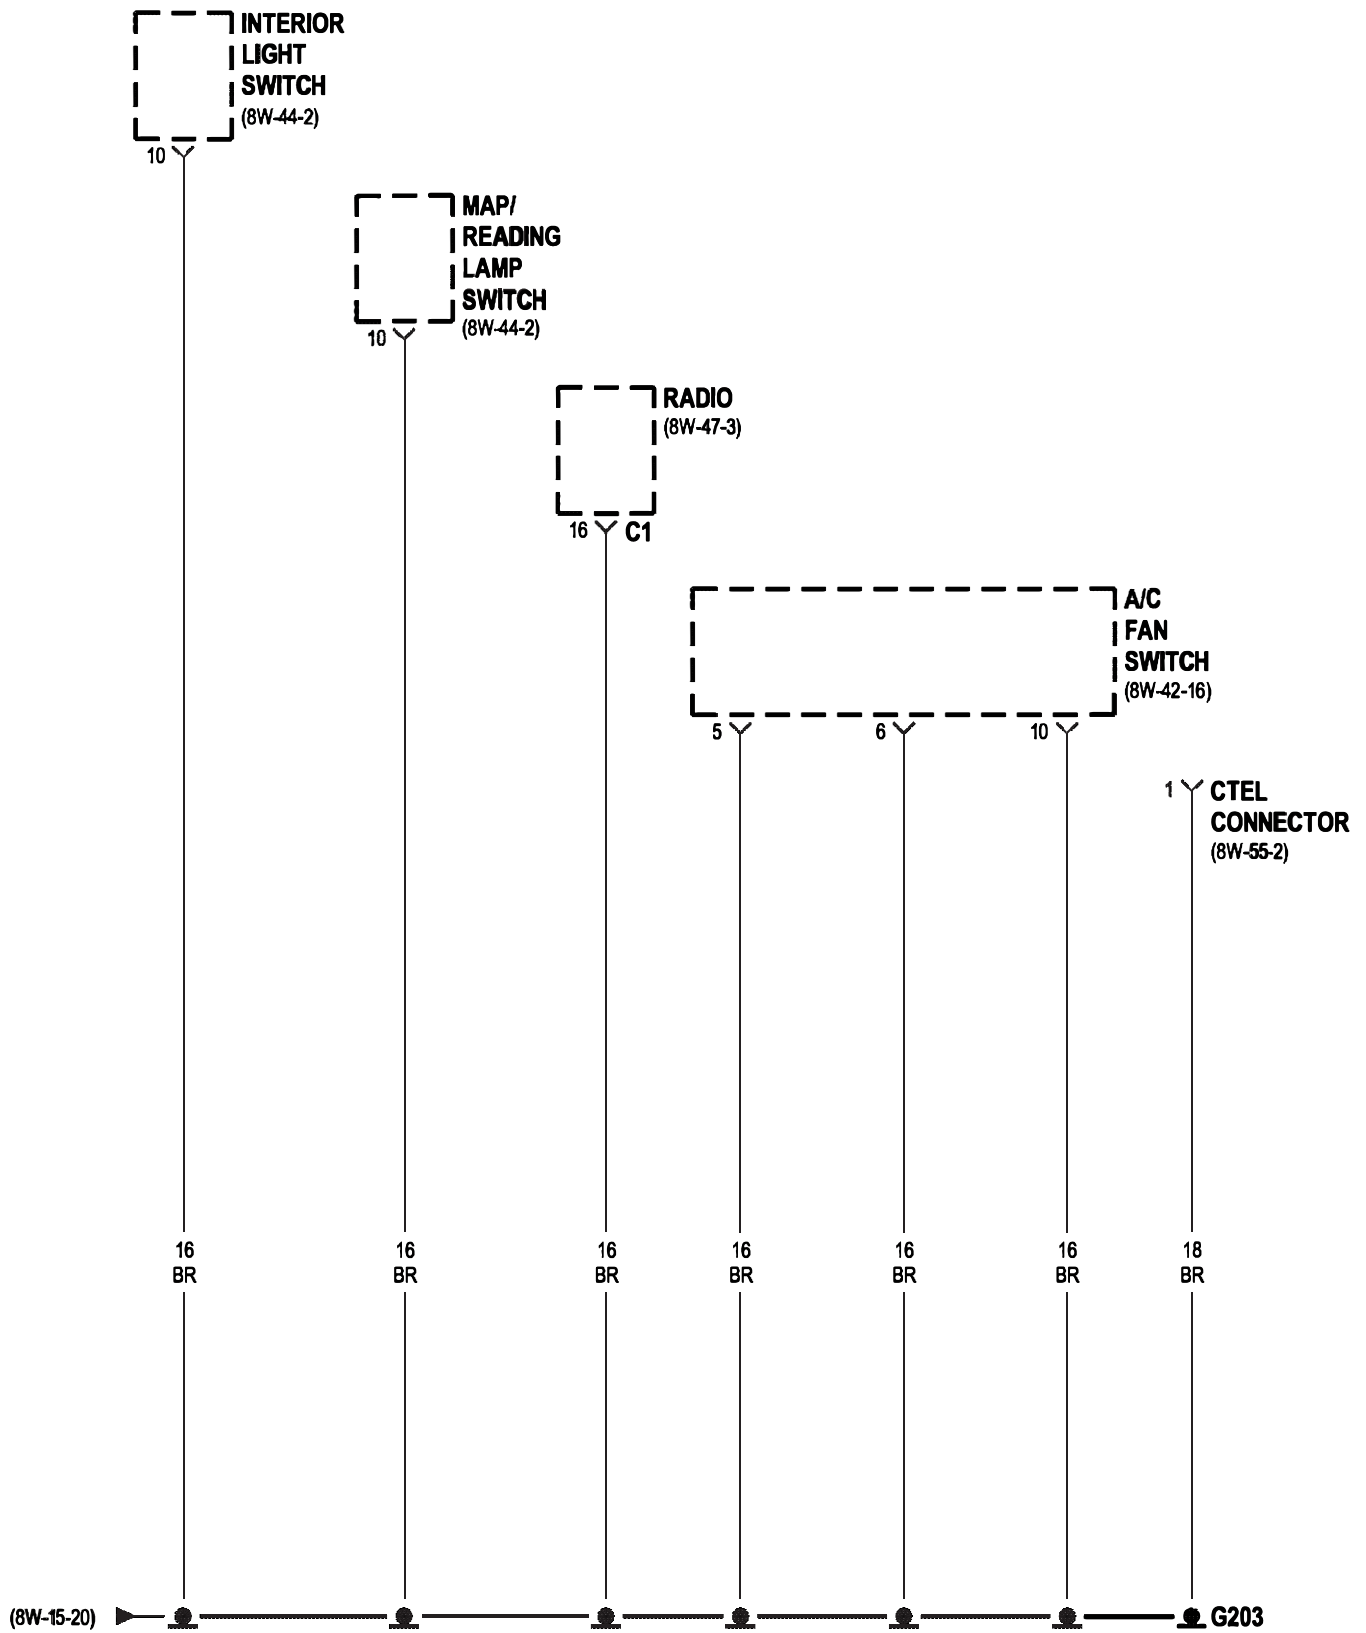 INTERIOR
LIGHT
SWITCH
(8W-44-2)
10
MAP/
READING
LAMP
SWITCH
(8W-44-2)
10
RADIO
(8W-47-3)
16 C1
A/C
FAN
SWITCH
(8W-42-16)
5 6 10
1 CTEL
CONNECTOR
(8W-55-2)
16 16 16 16 16 16 18
BR BR BR BR BR BR BR
(8W-15-20) G203